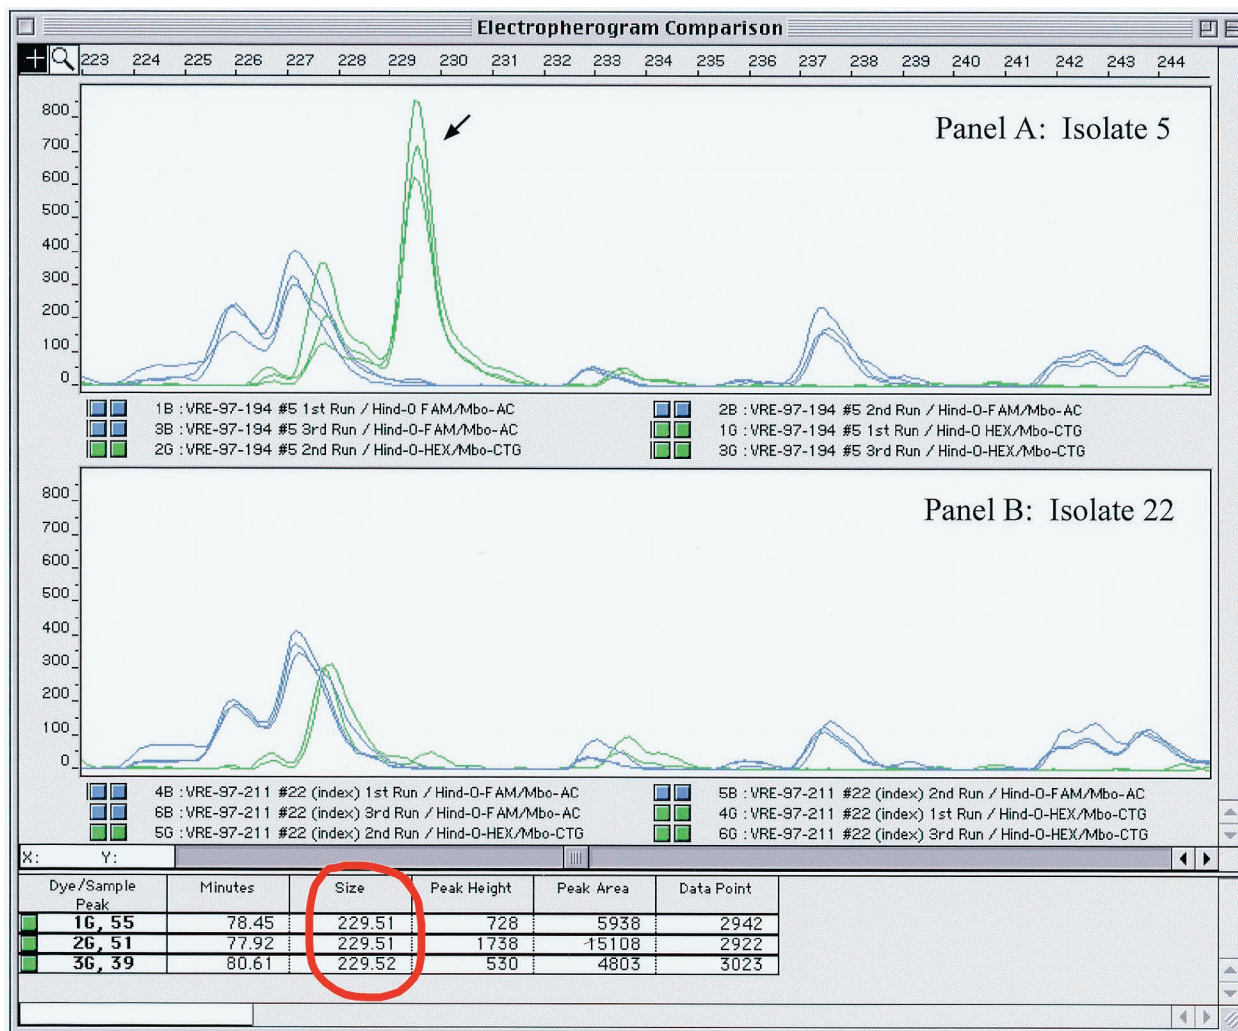 Electropherogram Comparison
223 224 225 226 227 228 229 230 231 232 233 234 235 236 237 238 239 240 241 242 243 244
800
700
600
500
400
300
200
100
0
Panel A: Isolate 5
1B : VRE-97-194 #5 1st Run / Hind-O FAM/Mbo-AC 2B : VRE-97-194 #5 2nd Run / Hind-O-FAM/Mbo-AC
3B : VRE-97-194 #5 3rd Run / Hind-O-FAM/Mbo-AC 1G : VRE-97-194 #5 1st Run / Hind-O HEX/Mbo-CTG
2G : VRE-97-194 #5 2nd Run / Hind-O-HEX/Mbo-CTG 3G : VRE-97-194 #5 3rd Run / Hind-O-HEX/Mbo-CTG
800
700
600
500
400
300
200
100
0
Panel B: Isolate 22
4B : VRE-97-211 #22 (index) 1st Run / Hind-O-FAM/Mbo-AC 5B : VRE-97-211 #22 (index) 2nd Run / Hind-O-FAM/Mbo-AC
6B : VRE-97-211 #22 (index) 3rd Run / Hind-O-FAM/Mbo-AC 4G : VRE-97-211 #22 (index) 1st Run / Hind-O-HEX/Mbo-CTG
5G : VRE-97-211 #22 (index) 2nd Run / Hind-O-HEX/Mbo-CTG 6G : VRE-97-211 #22 (index) 3rd Run / Hind-O-HEX/Mbo-CTG
X: Y:
Dye/Sample Peak Minutes Size Peak Height Peak Area Data Point
1G, 55 78.45 229.51 728 5938 2942
2G, 51 77.92 229.51 1738 15108 2922
3G, 39 80.61 229.52 530 4803 3023